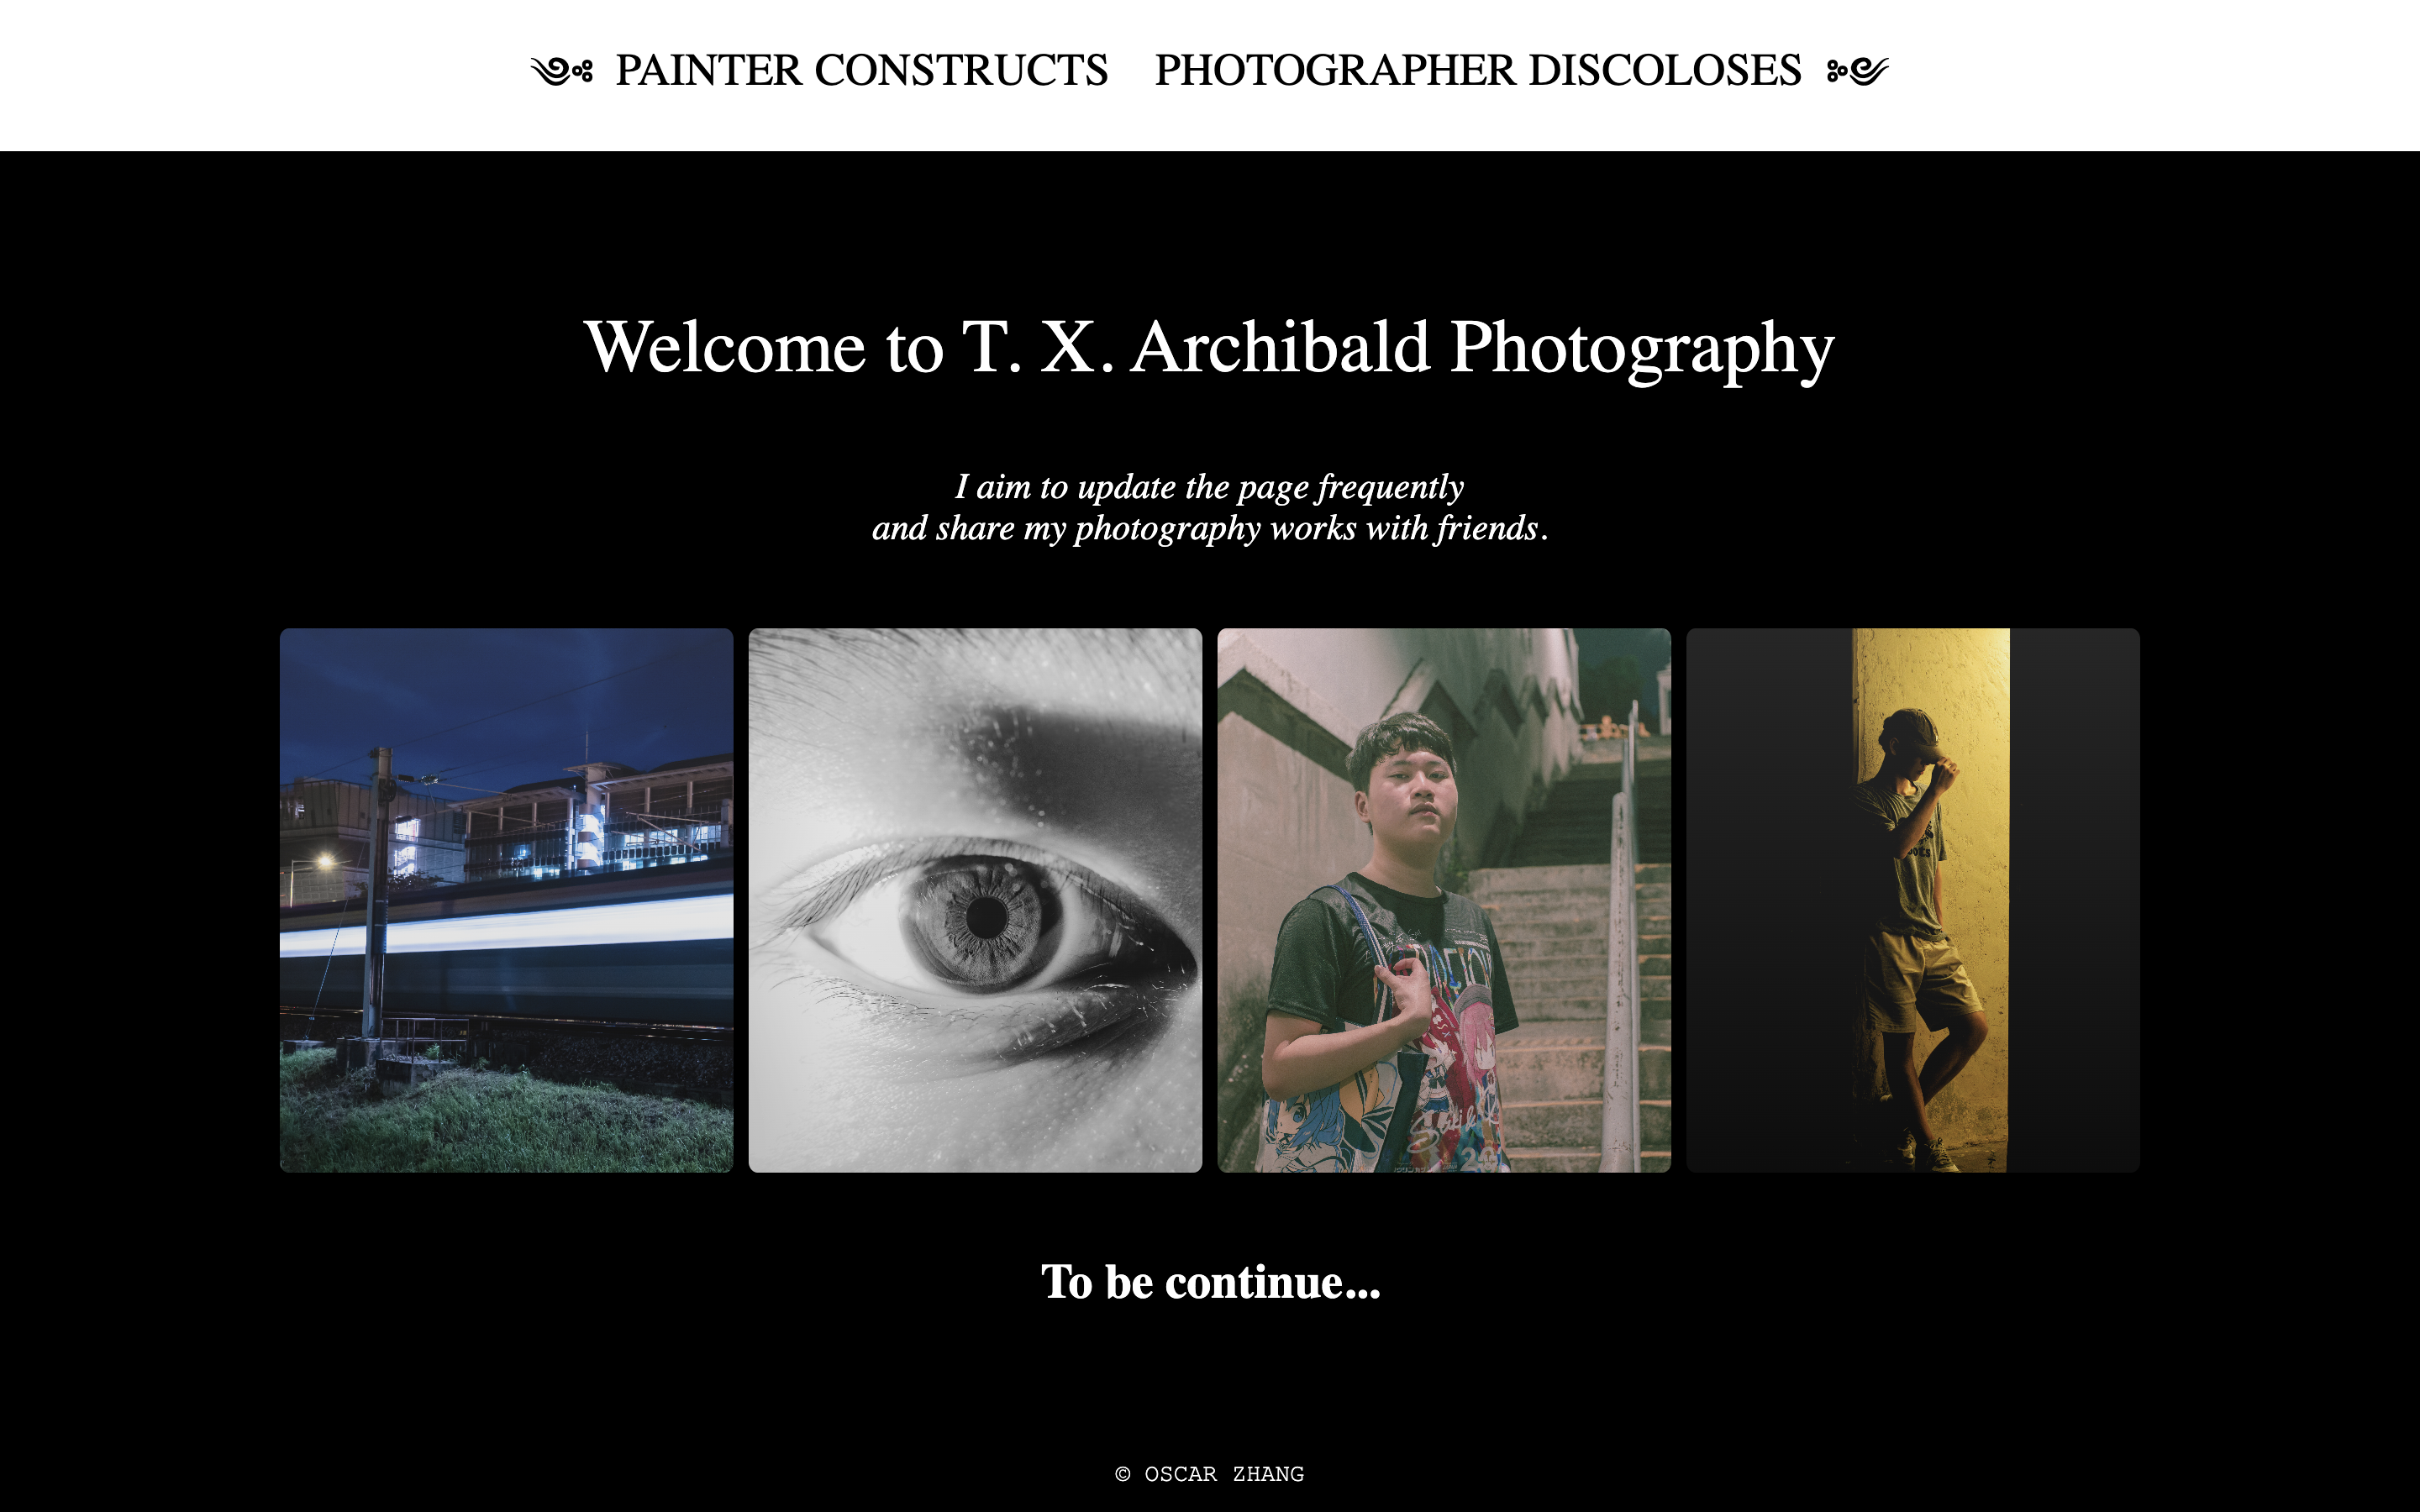 PAINTER CONSTRUCTS PHOTOGRAPHER DISCOLOSES
Welcome to T. X. Archibald Photography
I aim to update the page frequently
and share my photography works with friends.
To be continue...
© OSCAR ZHANG